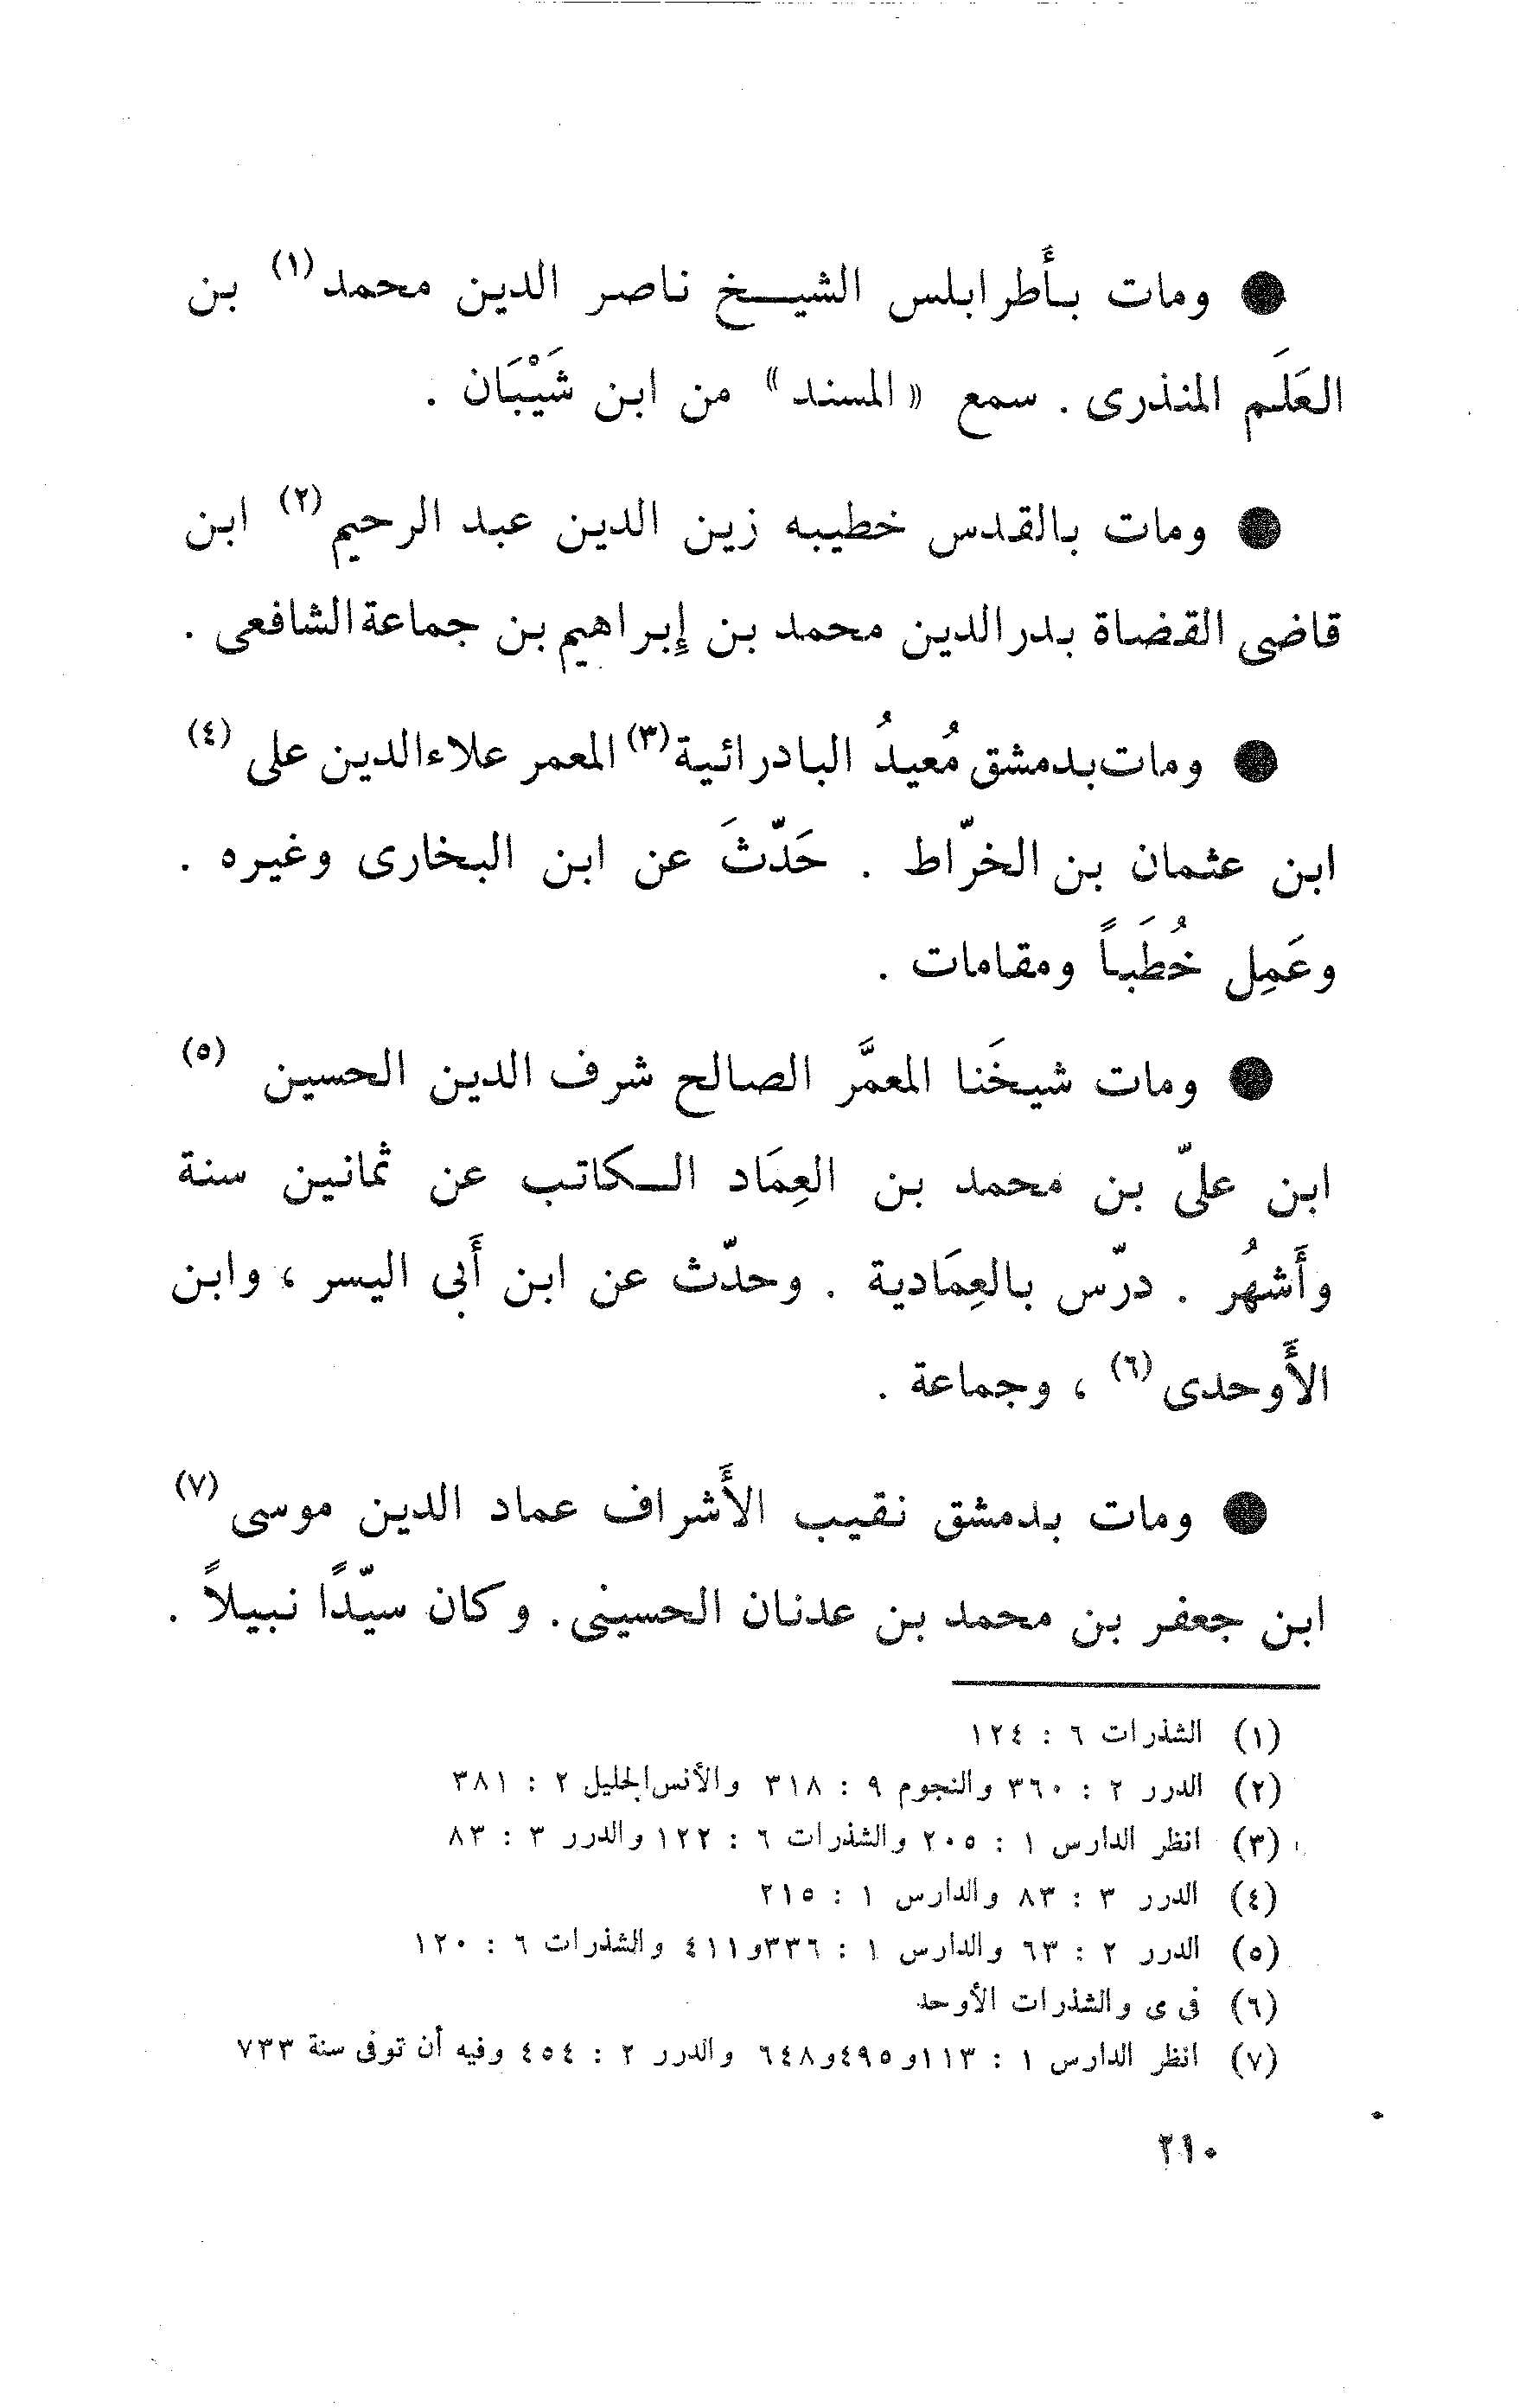 ● ومات بأطرابلس الشيخ ناصر الدين محمد(١) بن
العَلَم المنذرى . سمع «المسند» من ابن شَيْبَان .
● ومات بالقدس خطيبه زين الدين عبد الرحيم(٢) ابن
قاضى القضاة بدر الدين محمد بن إبراهيم بن جماعة الشافعى .
● ومات بدمشق مُعيدُ البادرائية(٣) المعمر علاء الدين على (٤)
ابن عثمان بن الخرّاط . حَدّثَ عن ابن البخارى وغيره .
وعَمِل خُطَباً ومقامات .
● ومات شيخَنا المعمَّر الصالح شرف الدين الحسين (٥)
ابن علىّ بن محمد بن العِمَاد الـكاتب عن ثمانين سنة
وأَشهُر . درّس بالعِمَادية . وحدّث عن ابن أَبى اليسر ، وابن
الأَوحدى(٦) ، وجماعة .
● ومات بدمشق نقيب الأَشراف عماد الدين موسى(٧)
ابن جعفر بن محمد بن عدنان الحسينى. وكان سيّدًا نبيلاً .
(١) الشذرات ٦ : ١٢٤
(٢) الدرر ٢ : ٣٦٠ والنجوم ٩ : ٣١٨ والأنس الجليل ٢ : ٣٨١
(٣) انظر الدارس ١ : ٢٠٥ والشذرات ٦ : ١٢٢ والدرر ٣ : ٨٣
(٤) الدرر ٣ : ٨٣ والدارس ١ : ٢١٥
(٥) الدرر ٢ : ٦٣ والدارس ١ : ٣٣٦و٤١١ والشذرات ٦ : ١٢٠
(٦) فى ى والشذرات الأوحد
(٧) انظر الدارس ١ : ١١٣و٤٩٥و٦٤٨ والدرر ٢ : ٤٥٤ وفيه أن توفى سنة ٧٣٣
٢١٠